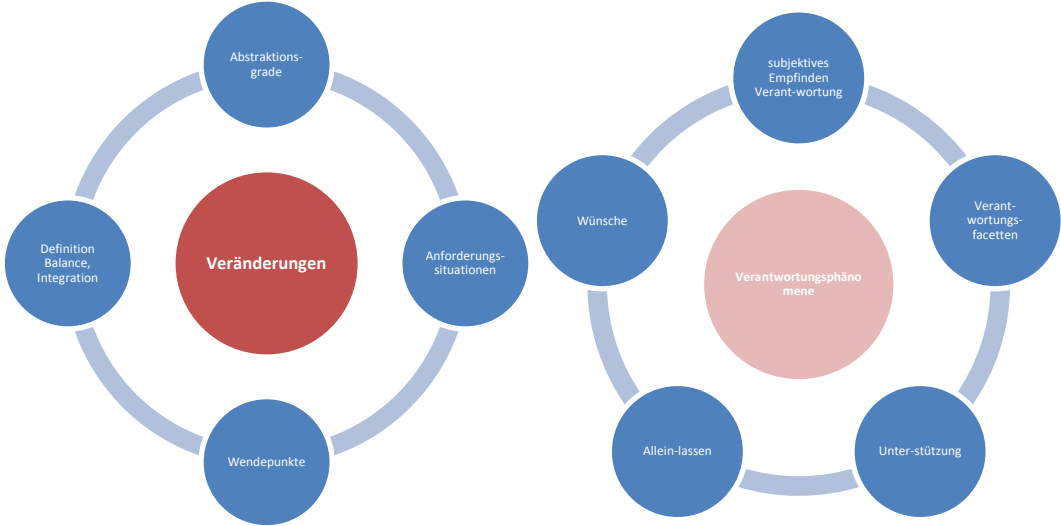 Abstraktions-
grade
Definition
Balance,
Integration
Veränderungen
Anforderungs-
situationen
Wendepunkte
subjektives
Empfinden
Verant-wortung
Wünsche
Verant-
wortungs-
facetten
Verantwortungsphäno
mene
Allein-lassen
Unter-stützung